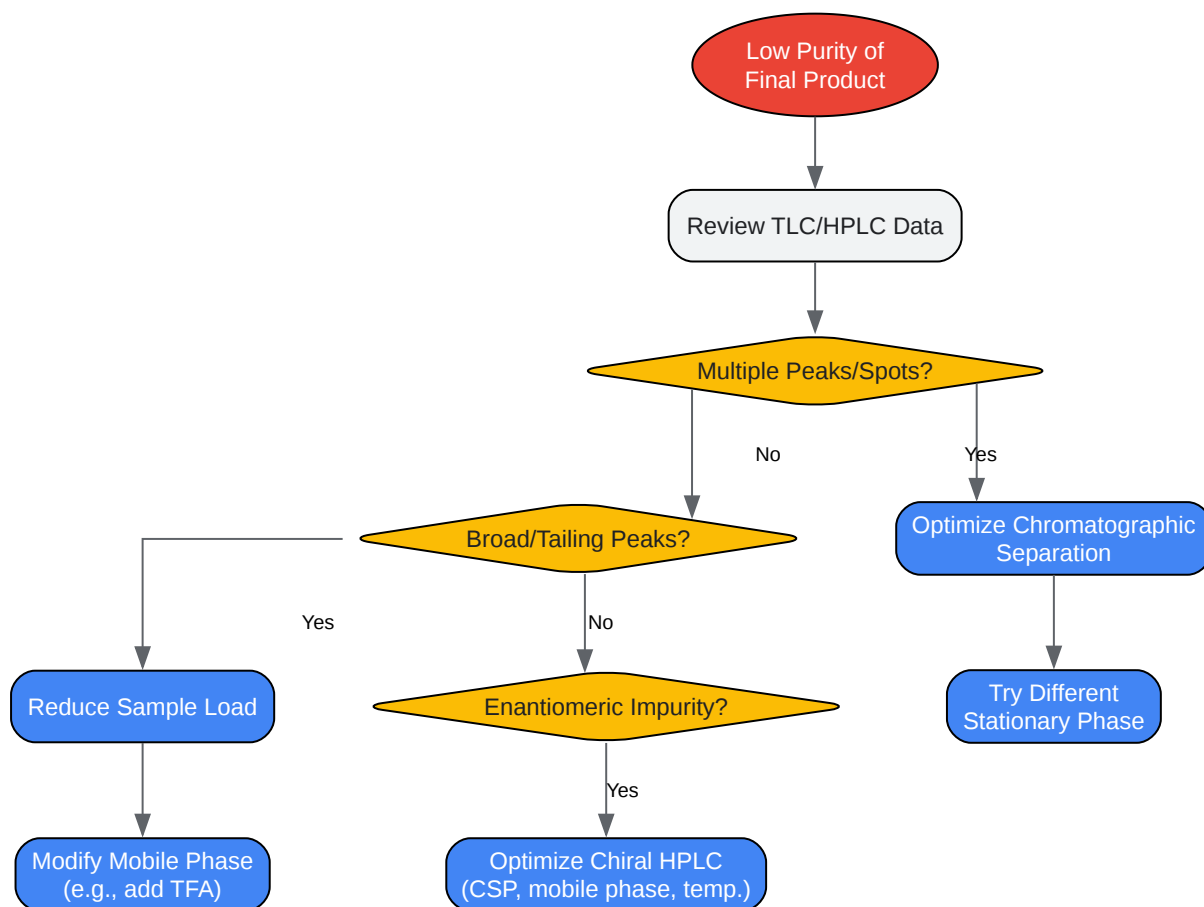 Low Purity of
Final Product
Review TLC/HPLC Data
Multiple Peaks/Spots?
No
Yes
Optimize Chromatographic
Separation
Broad/Tailing Peaks?
Yes
No
Reduce Sample Load
Enantiomeric Impurity?
Try Different
Stationary Phase
Yes
Modify Mobile Phase
(e.g., add TFA)
Optimize Chiral HPLC
(CSP, mobile phase, temp.)